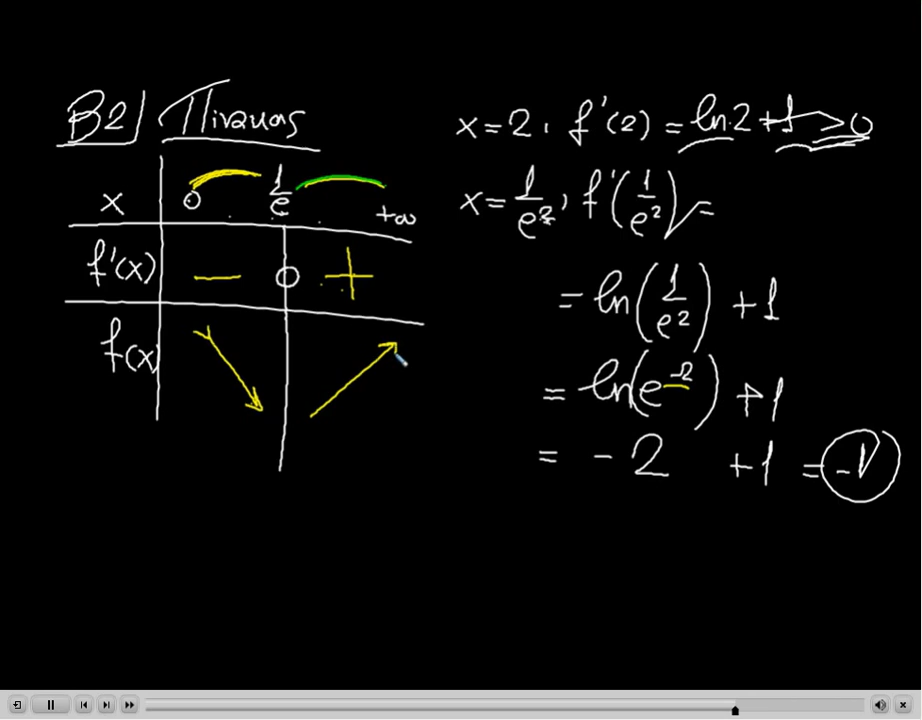 B2/ Πίνακας
x 0 1/e +∞
f'(x) − 0 +
f(x)
x=2, f'(2) = ln2+1>0
x=1/e², f'(1/e²)=
= ln(1/e²) + 1
= ln(e⁻²) + 1
= - 2 + 1 = -1